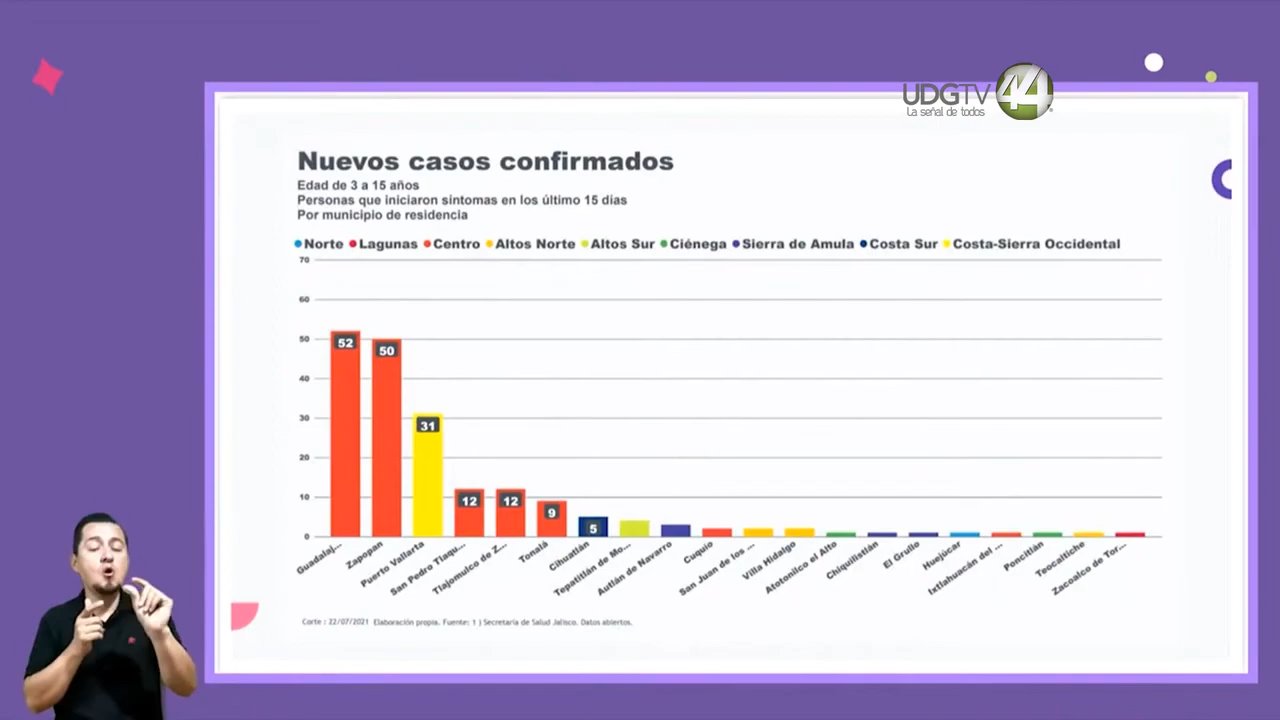 UDGTV 44
La señal de todos
Nuevos casos confirmados
Edad de 3 a 15 años
Personas que iniciaron síntomas en los último 15 días
Por municipio de residencia
Norte Lagunas Centro Altos Norte Altos Sur Ciénega Sierra de Amula Costa Sur Costa-Sierra Occidental
70
60
50
40
30
20
10
0
52
50
31
12
12
9
5
Guadalaj...
Zapopan
Puerto Vallarta
San Pedro Tlaqu...
Tlajomulco de Z...
Tonalá
Cihuatlán
Tepatitlán de Mo...
Autlán de Navarro
Cuquío
San Juan de los ...
Villa Hidalgo
Atotonilco el Alto
Chiquilistlán
El Grullo
Huejúcar
Ixtlahuacán del ...
Poncitlán
Teocaltiche
Zacoalco de Tor...
Corte : 22/07/2021 Elaboración propia. Fuente: 1 ) Secretaría de Salud Jalisco. Datos abiertos.